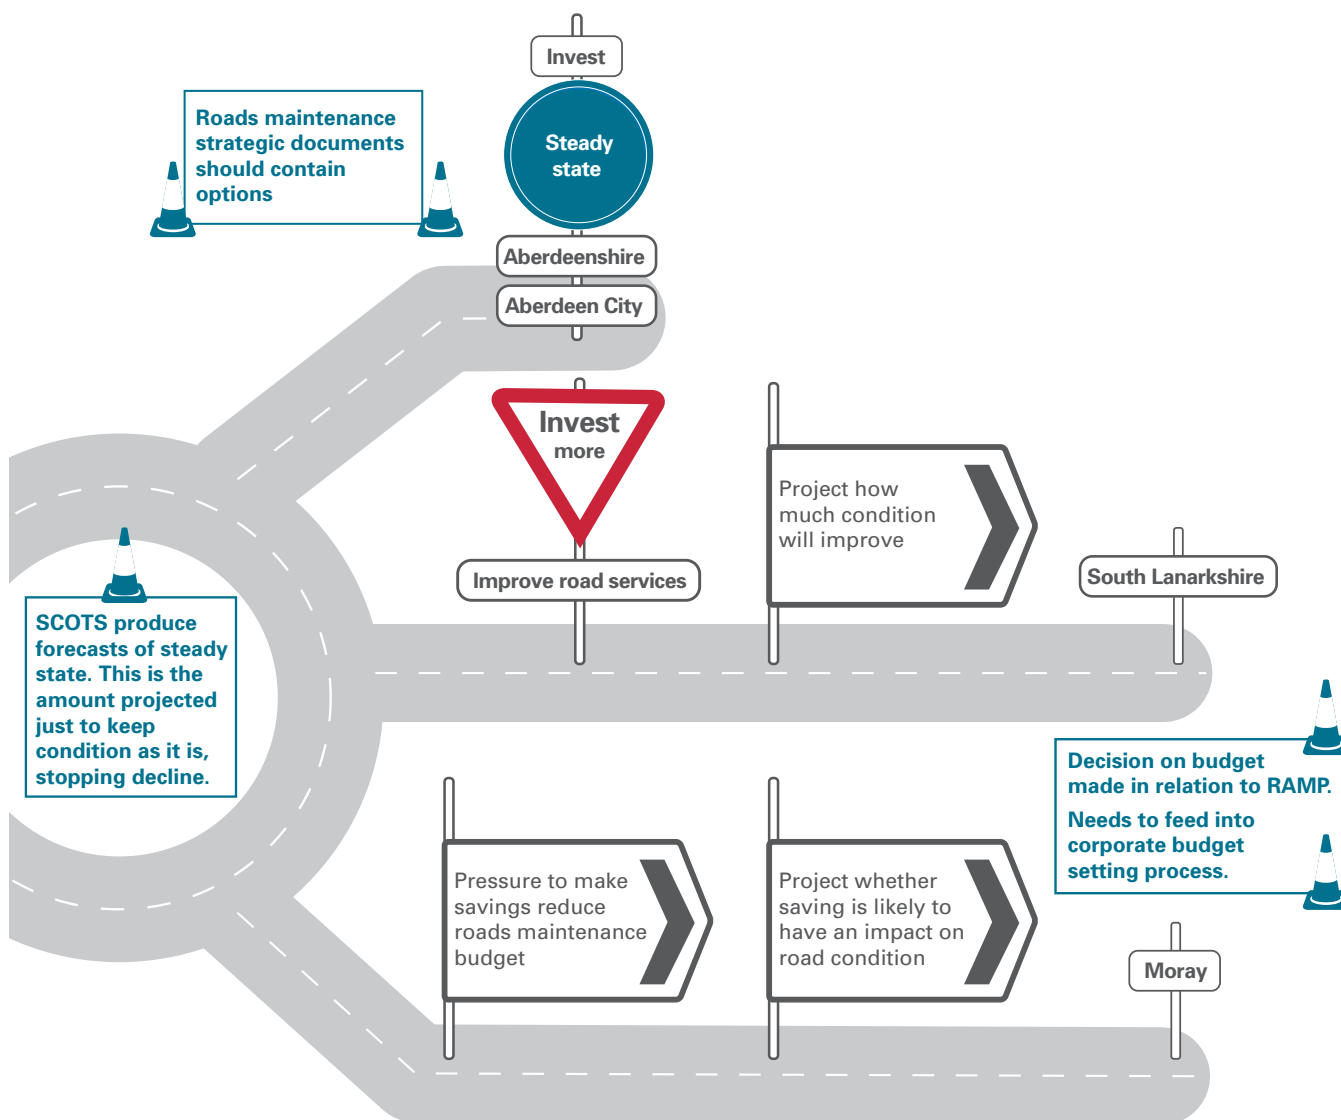 Invest
Steady
state
Aberdeenshire
Aberdeen City
Roads maintenance
strategic documents
should contain
options
Invest
more
Improve road services
Project how
much condition
will improve
South Lanarkshire
SCOTS produce
forecasts of steady
state. This is the
amount projected
just to keep
condition as it is,
stopping decline.
Decision on budget
made in relation to RAMP.
Needs to feed into
corporate budget
setting process.
Pressure to make
savings reduce
roads maintenance
budget
Project whether
saving is likely to
have an impact on
road condition
Moray